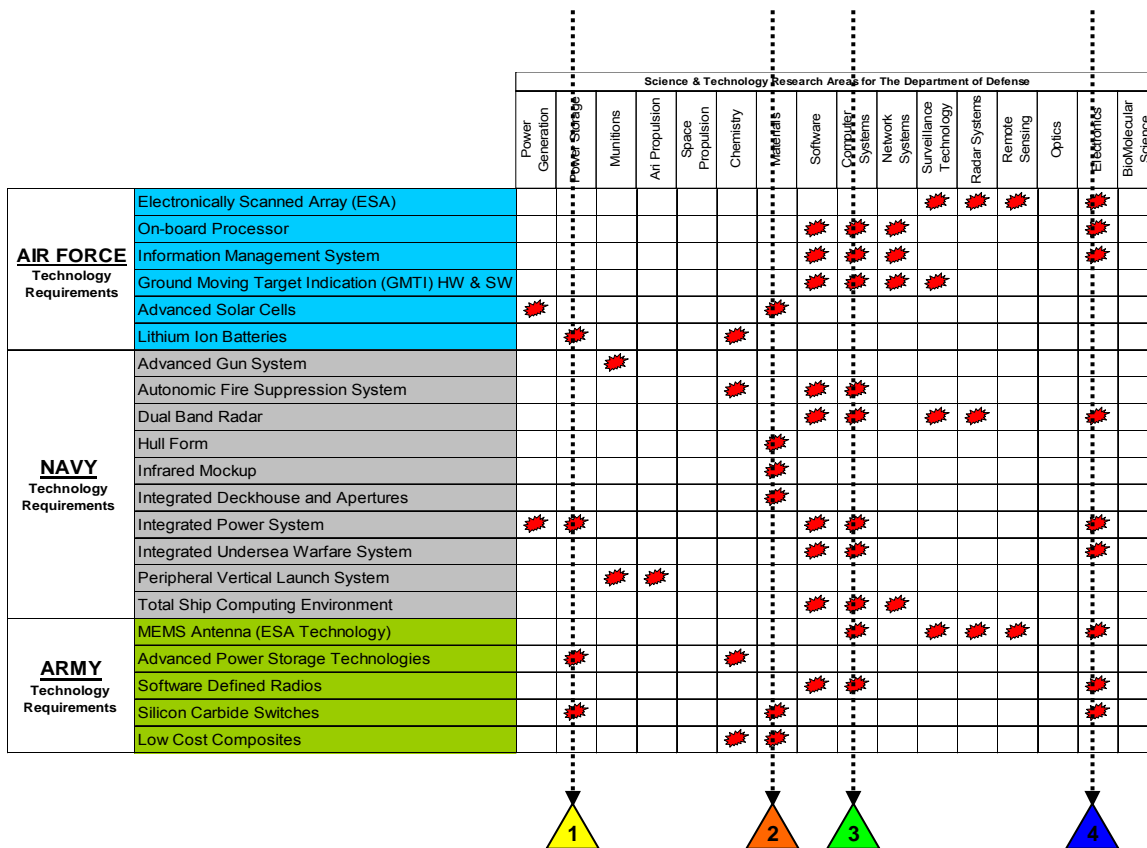 Science & Technology Research Areas for The Department of Defense
Power
Generation
Power Storage
Munitions
Ari Propulsion
Space
Propulsion
Chemistry
Materials
Software
Computer
Systems
Network
Systems
Surveillance
Technology
Radar Systems
Remote
Sensing
Optics
Electronics
BioMolecular
Science
AIR FORCE
Technology
Requirements
Electronically Scanned Array (ESA)
On-board Processor
Information Management System
Ground Moving Target Indication (GMTI) HW & SW
Advanced Solar Cells
Lithium Ion Batteries
NAVY
Technology
Requirements
Advanced Gun System
Autonomic Fire Suppression System
Dual Band Radar
Hull Form
Infrared Mockup
Integrated Deckhouse and Apertures
Integrated Power System
Integrated Undersea Warfare System
Peripheral Vertical Launch System
Total Ship Computing Environment
ARMY
Technology
Requirements
MEMS Antenna (ESA Technology)
Advanced Power Storage Technologies
Software Defined Radios
Silicon Carbide Switches
Low Cost Composites
1
2
3
4